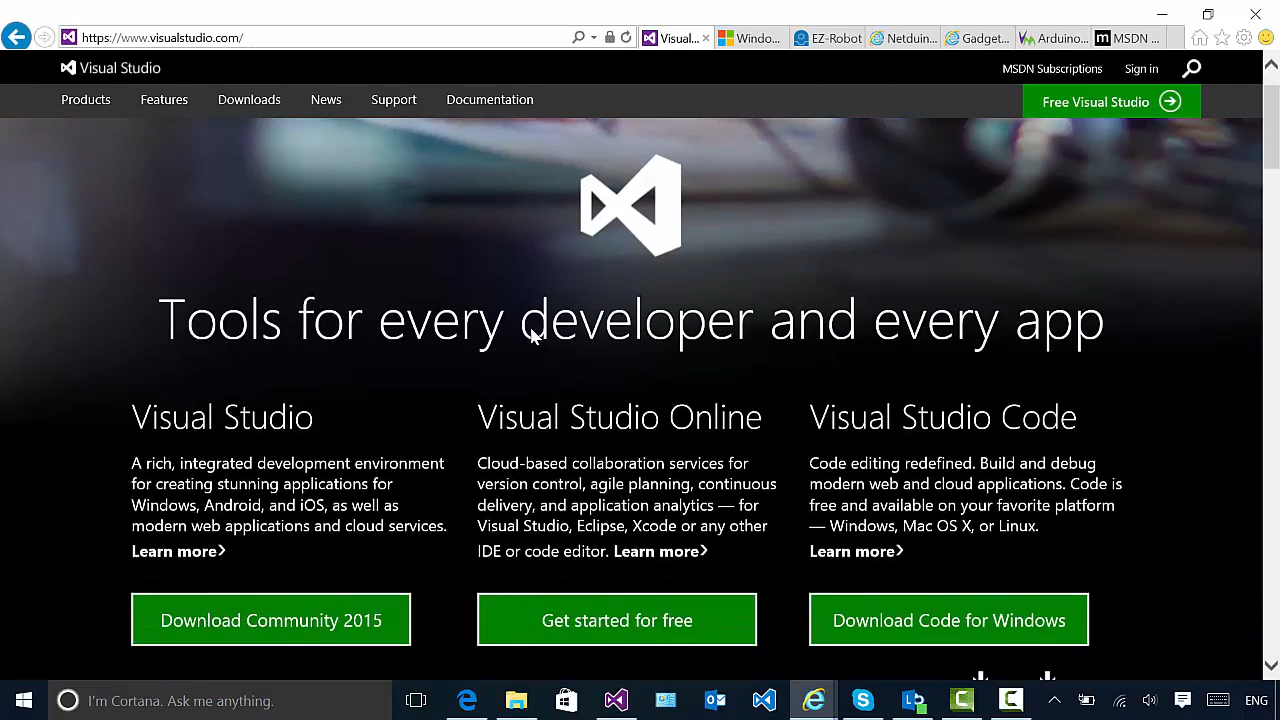 https://www.visualstudio.com/
Visual...
Windo...
EZ-Robot
Netduin...
Gadget...
Arduino...
MSDN ...
Visual Studio
MSDN Subscriptions
Sign in
Products
Features
Downloads
News
Support
Documentation
Free Visual Studio
Tools for every developer and every app
Visual Studio
A rich, integrated development environment
for creating stunning applications for
Windows, Android, and iOS, as well as
modern web applications and cloud services.
Learn more
Download Community 2015
Visual Studio Online
Cloud-based collaboration services for
version control, agile planning, continuous
delivery, and application analytics — for
Visual Studio, Eclipse, Xcode or any other
IDE or code editor. Learn more
Get started for free
Visual Studio Code
Code editing redefined. Build and debug
modern web and cloud applications. Code is
free and available on your favorite platform
— Windows, Mac OS X, or Linux.
Learn more
Download Code for Windows
I'm Cortana. Ask me anything.
ENG